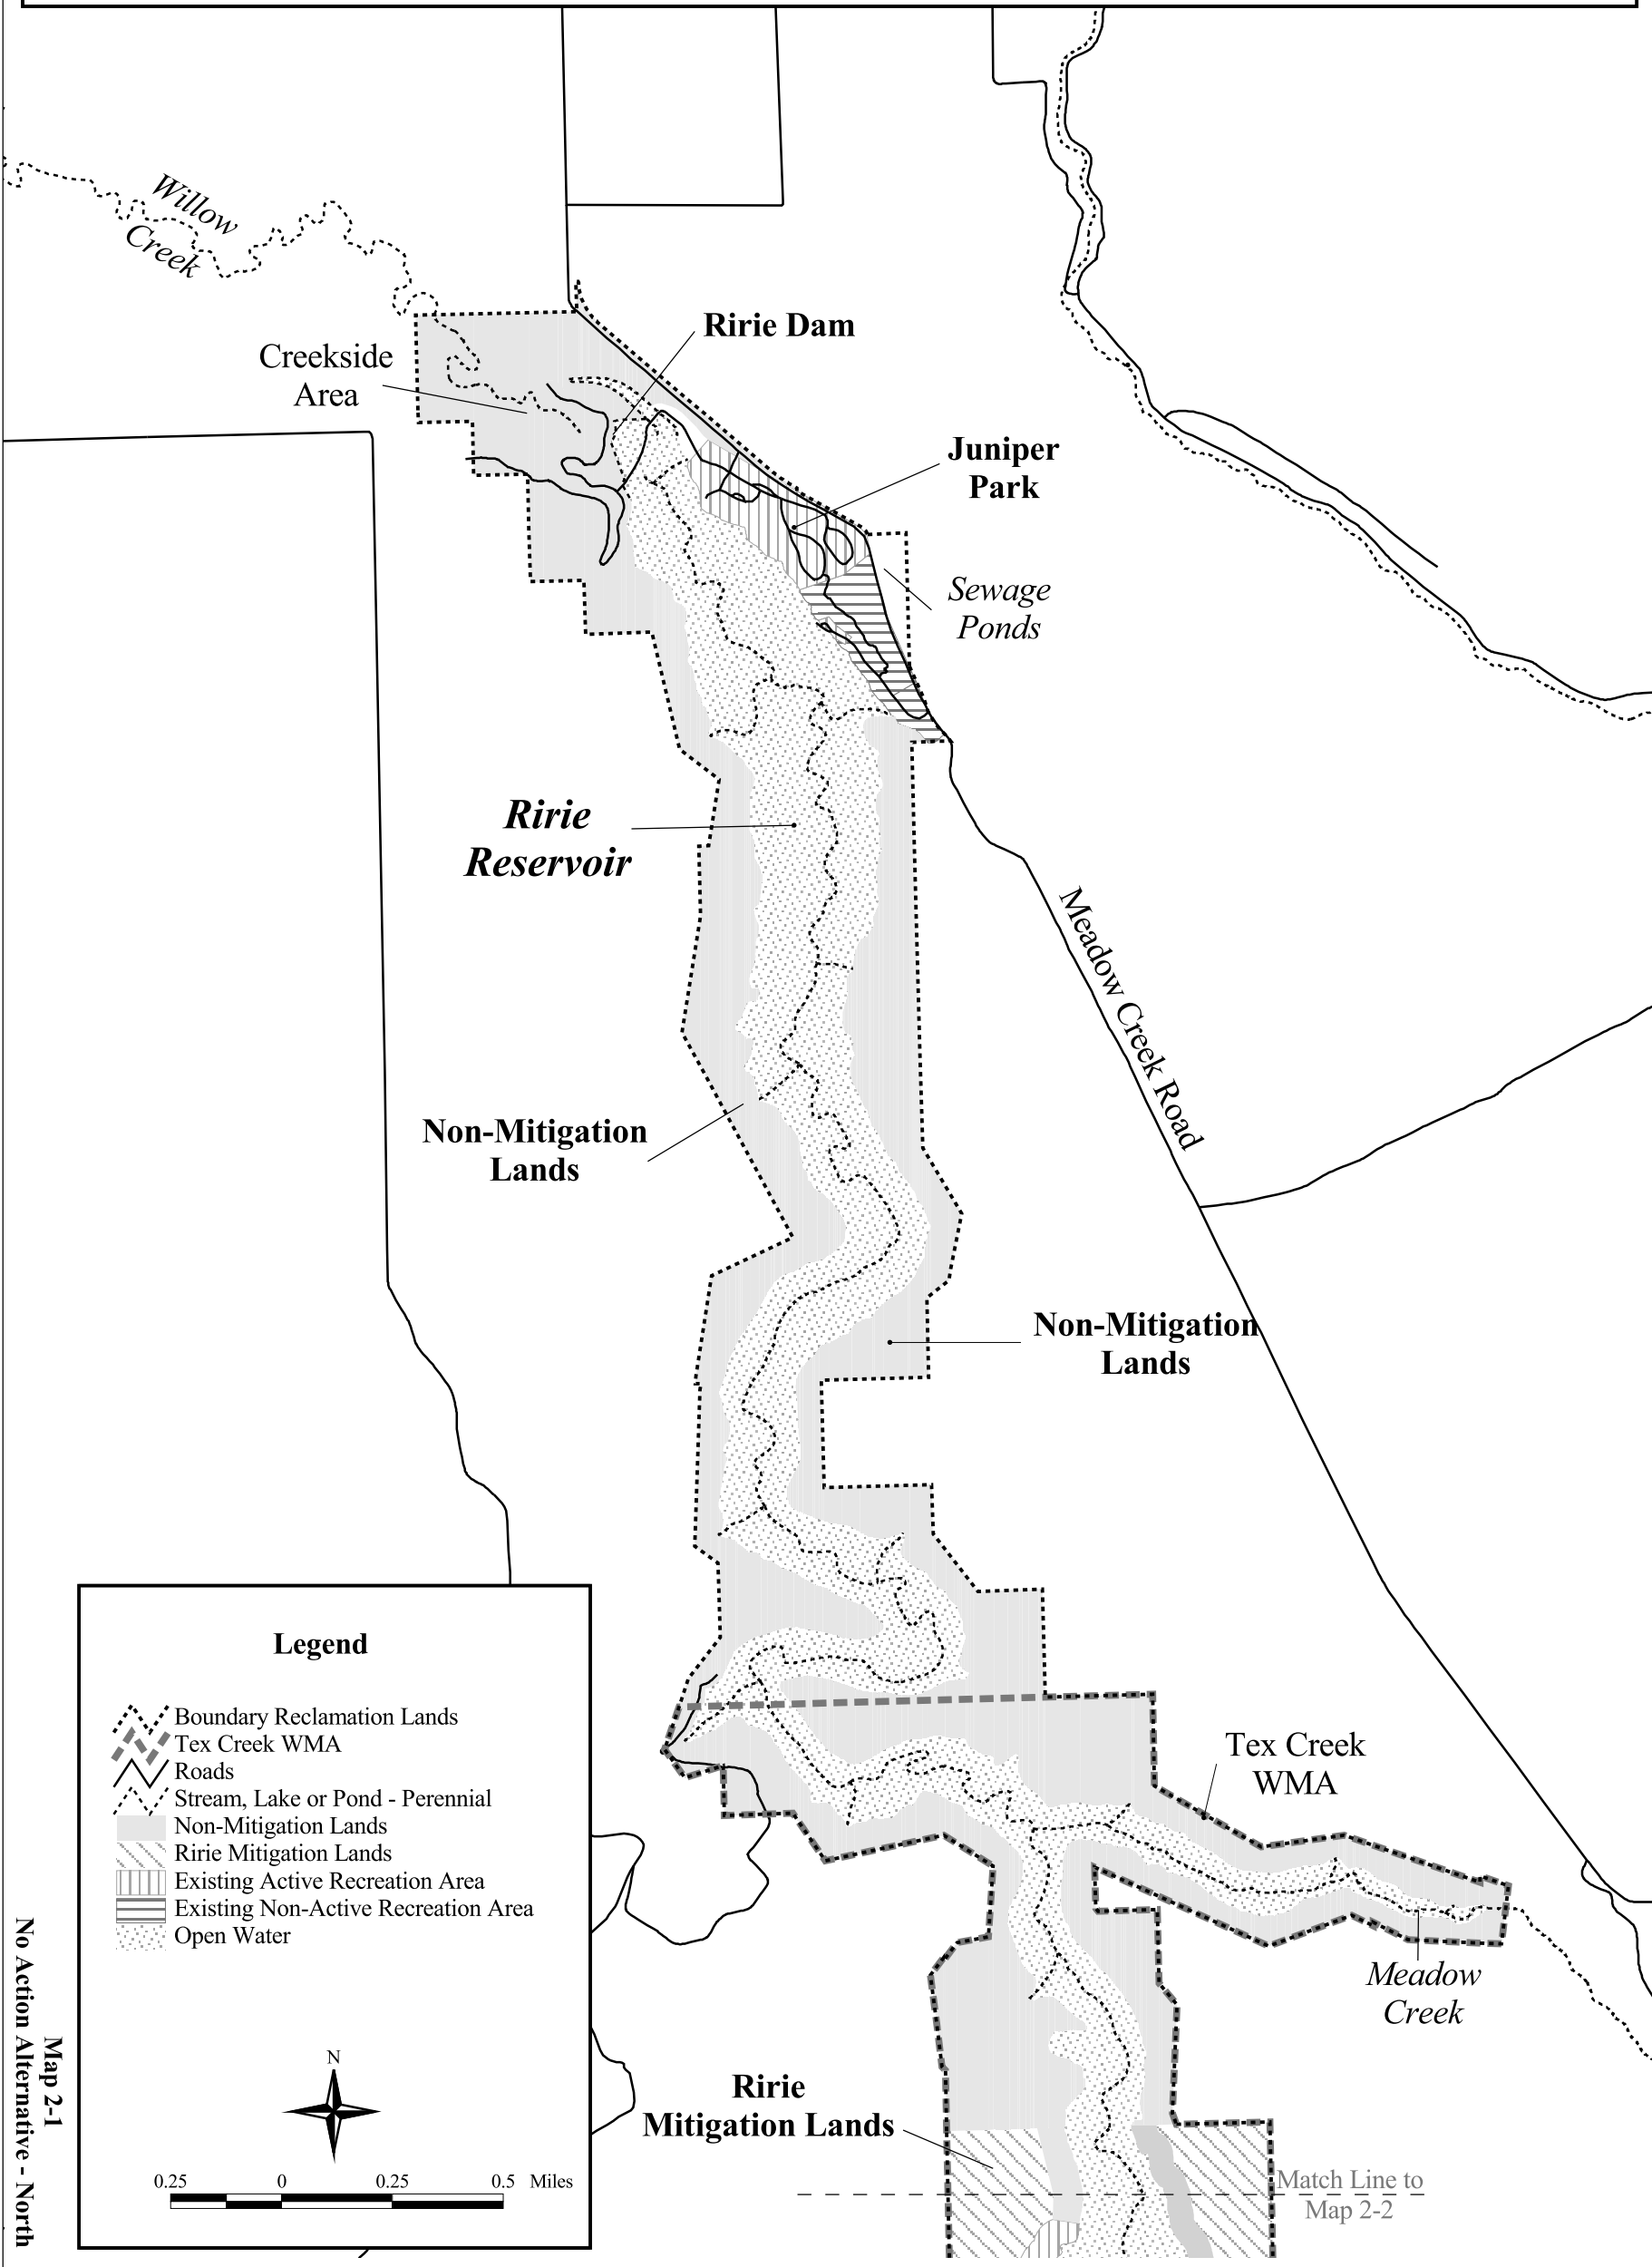 Willow
Creek
Ririe Dam
Creekside
Area
Juniper
Park
Sewage
Ponds
Ririe
Reservoir
Meadow Creek Road
Non-Mitigation
Lands
Non-Mitigation
Lands
Legend
Boundary Reclamation Lands
Tex Creek WMA
Roads
Stream, Lake or Pond - Perennial
Non-Mitigation Lands
Ririe Mitigation Lands
Existing Active Recreation Area
Existing Non-Active Recreation Area
Open Water
N
0.25 0 0.25 0.5 Miles
Tex Creek
WMA
Meadow
Creek
Ririe
Mitigation Lands
Match Line to
Map 2-2
Map 2-1
No Action Alternative - North